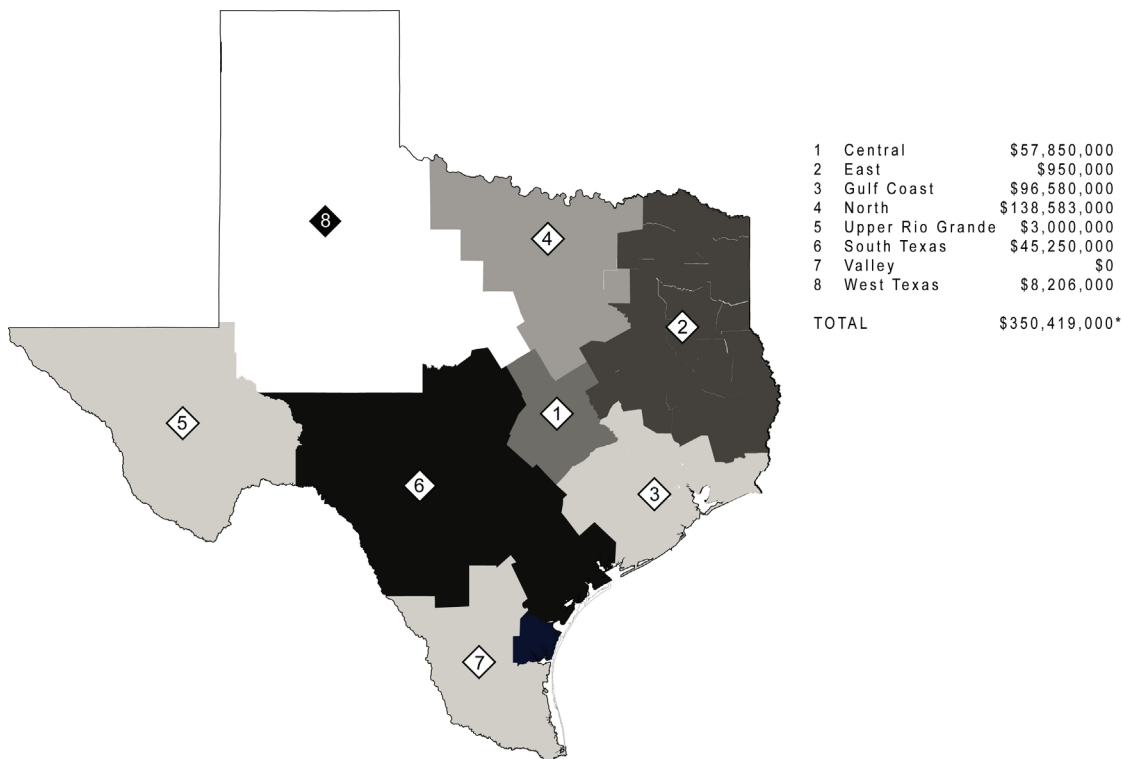 8
4
2
1
5
6
3
7
1 Central $57,850,000
2 East $950,000
3 Gulf Coast $96,580,000
4 North $138,583,000
5 Upper Rio Grande $3,000,000
6 South Texas $45,250,000
7 Valley $0
8 West Texas $8,206,000
TOTAL $350,419,000*